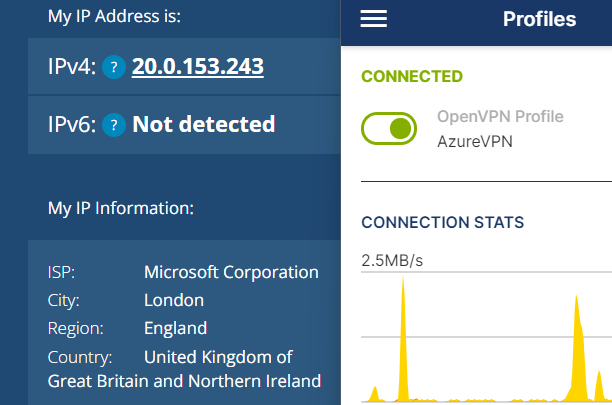 My IP Address is:
IPv4: ? 20.0.153.243
IPv6: ? Not detected
My IP Information:
ISP: Microsoft Corporation
City: London
Region: England
Country: United Kingdom of
Great Britain and Northern Ireland
Profiles
CONNECTED
OpenVPN Profile
AzureVPN
CONNECTION STATS
2.5MB/s